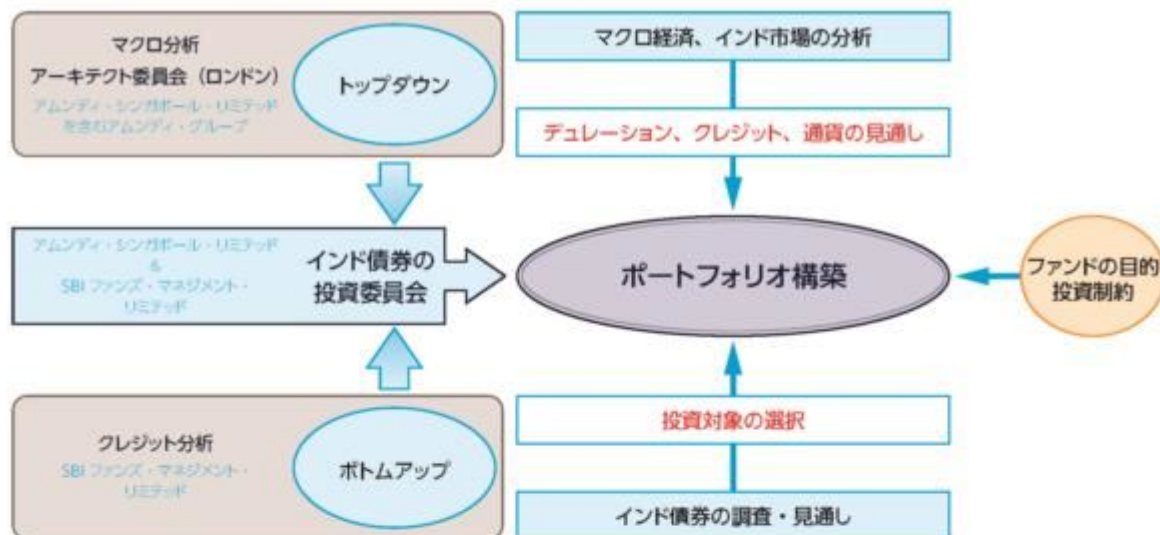 マクロ分析
アーキテクト委員会（ロンドン）
アムンディ・シンガポール・リミテッド
を含むアムンディ・グループ
トップダウン
マクロ経済、インド市場の分析
デュレーション、クレジット、通貨の見通し
アムンディ・シンガポール・リミテッド
&
SBI ファンズ・マネジメント・
リミテッド
インド債券の
投資委員会
ポートフォリオ構築
ファンドの目的
投資制約
クレジット分析
SBI ファンズ・マネジメント・
リミテッド
ボトムアップ
投資対象の選択
インド債券の調査・見通し